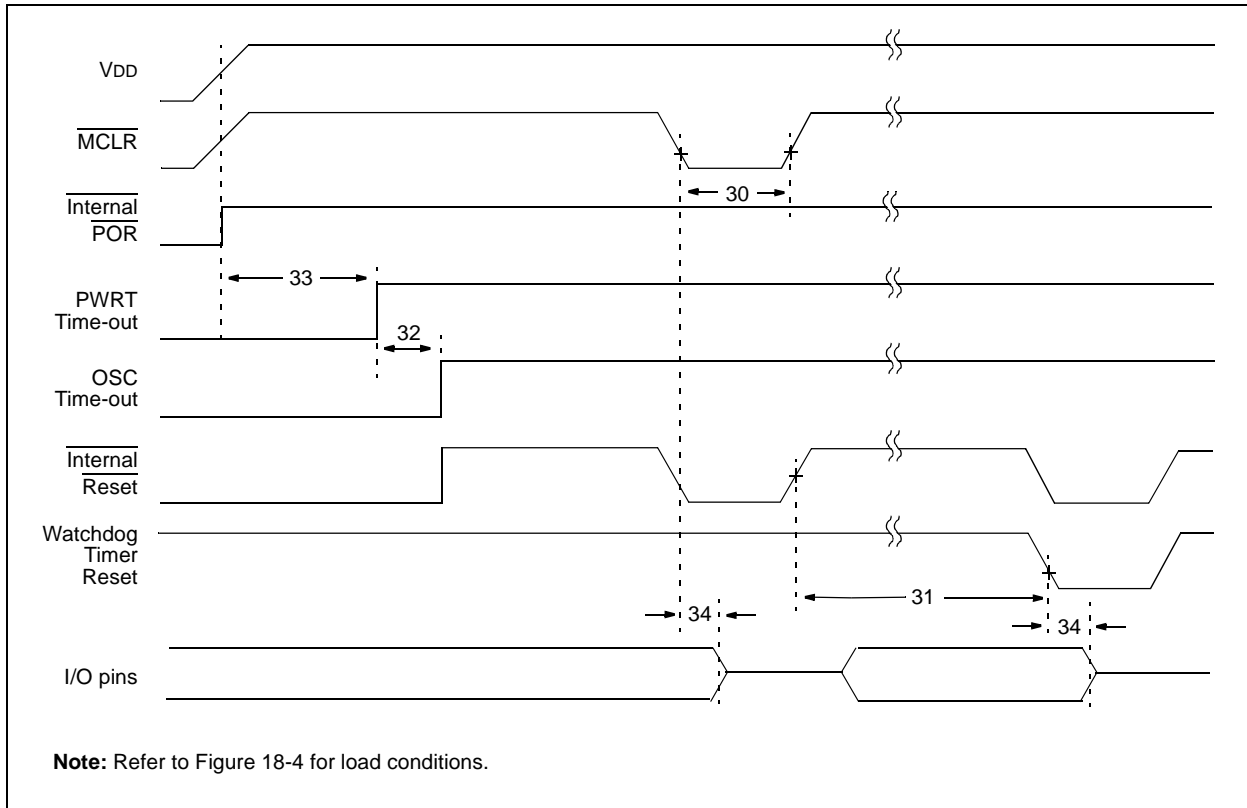 VDD
MCLR
30
Internal
POR
33
PWRT
Time-out
32
OSC
Time-out
Internal
Reset
Watchdog
Timer
Reset
31
34
34
I/O pins
Note: Refer to Figure 18-4 for load conditions.